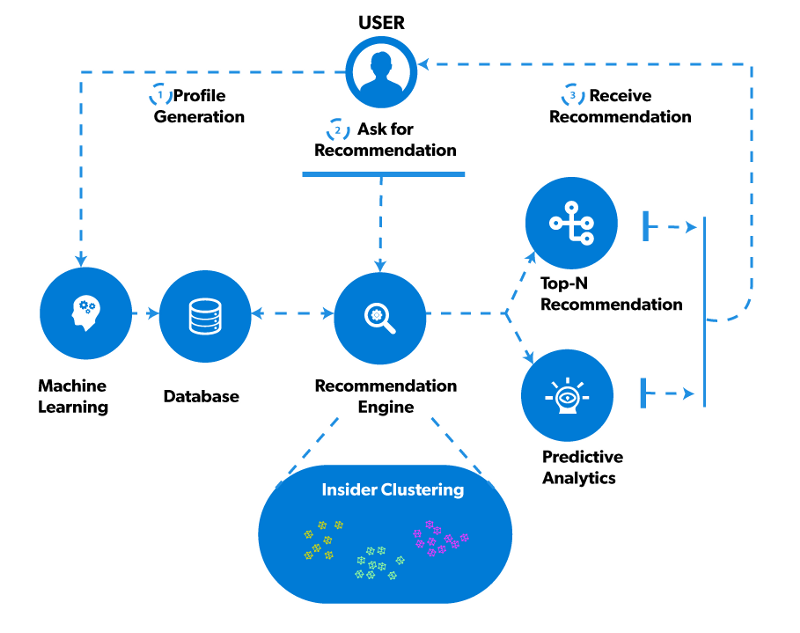 USER
1 Profile
Generation
2 Ask for
Recommendation
3 Receive
Recommendation
Top-N
Recommendation
Machine
Learning
Database
Recommendation
Engine
Predictive
Analytics
Insider Clustering